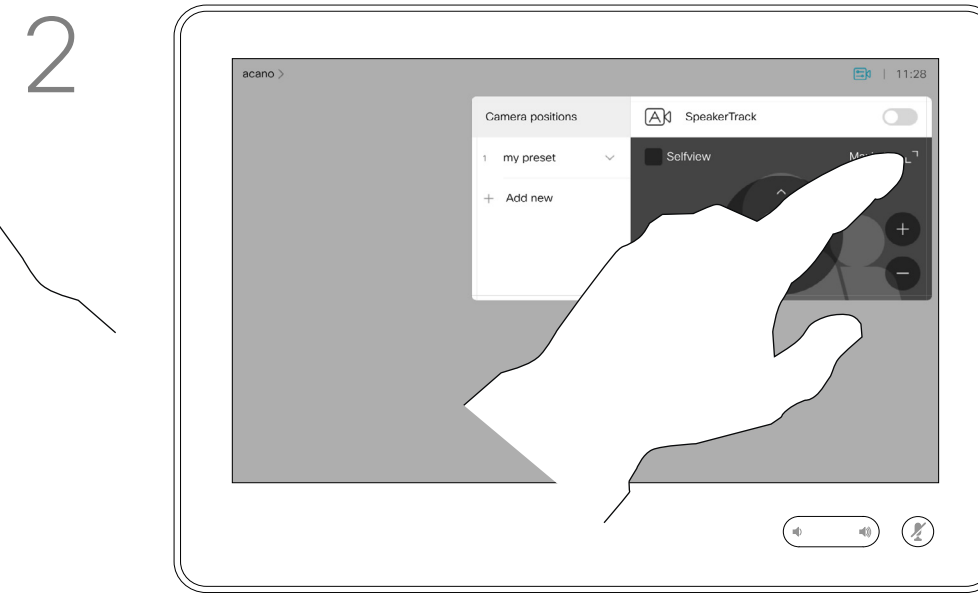 2
acano >
11:28
Camera positions
SpeakerTrack
1 my preset
Selfview
+ Add new